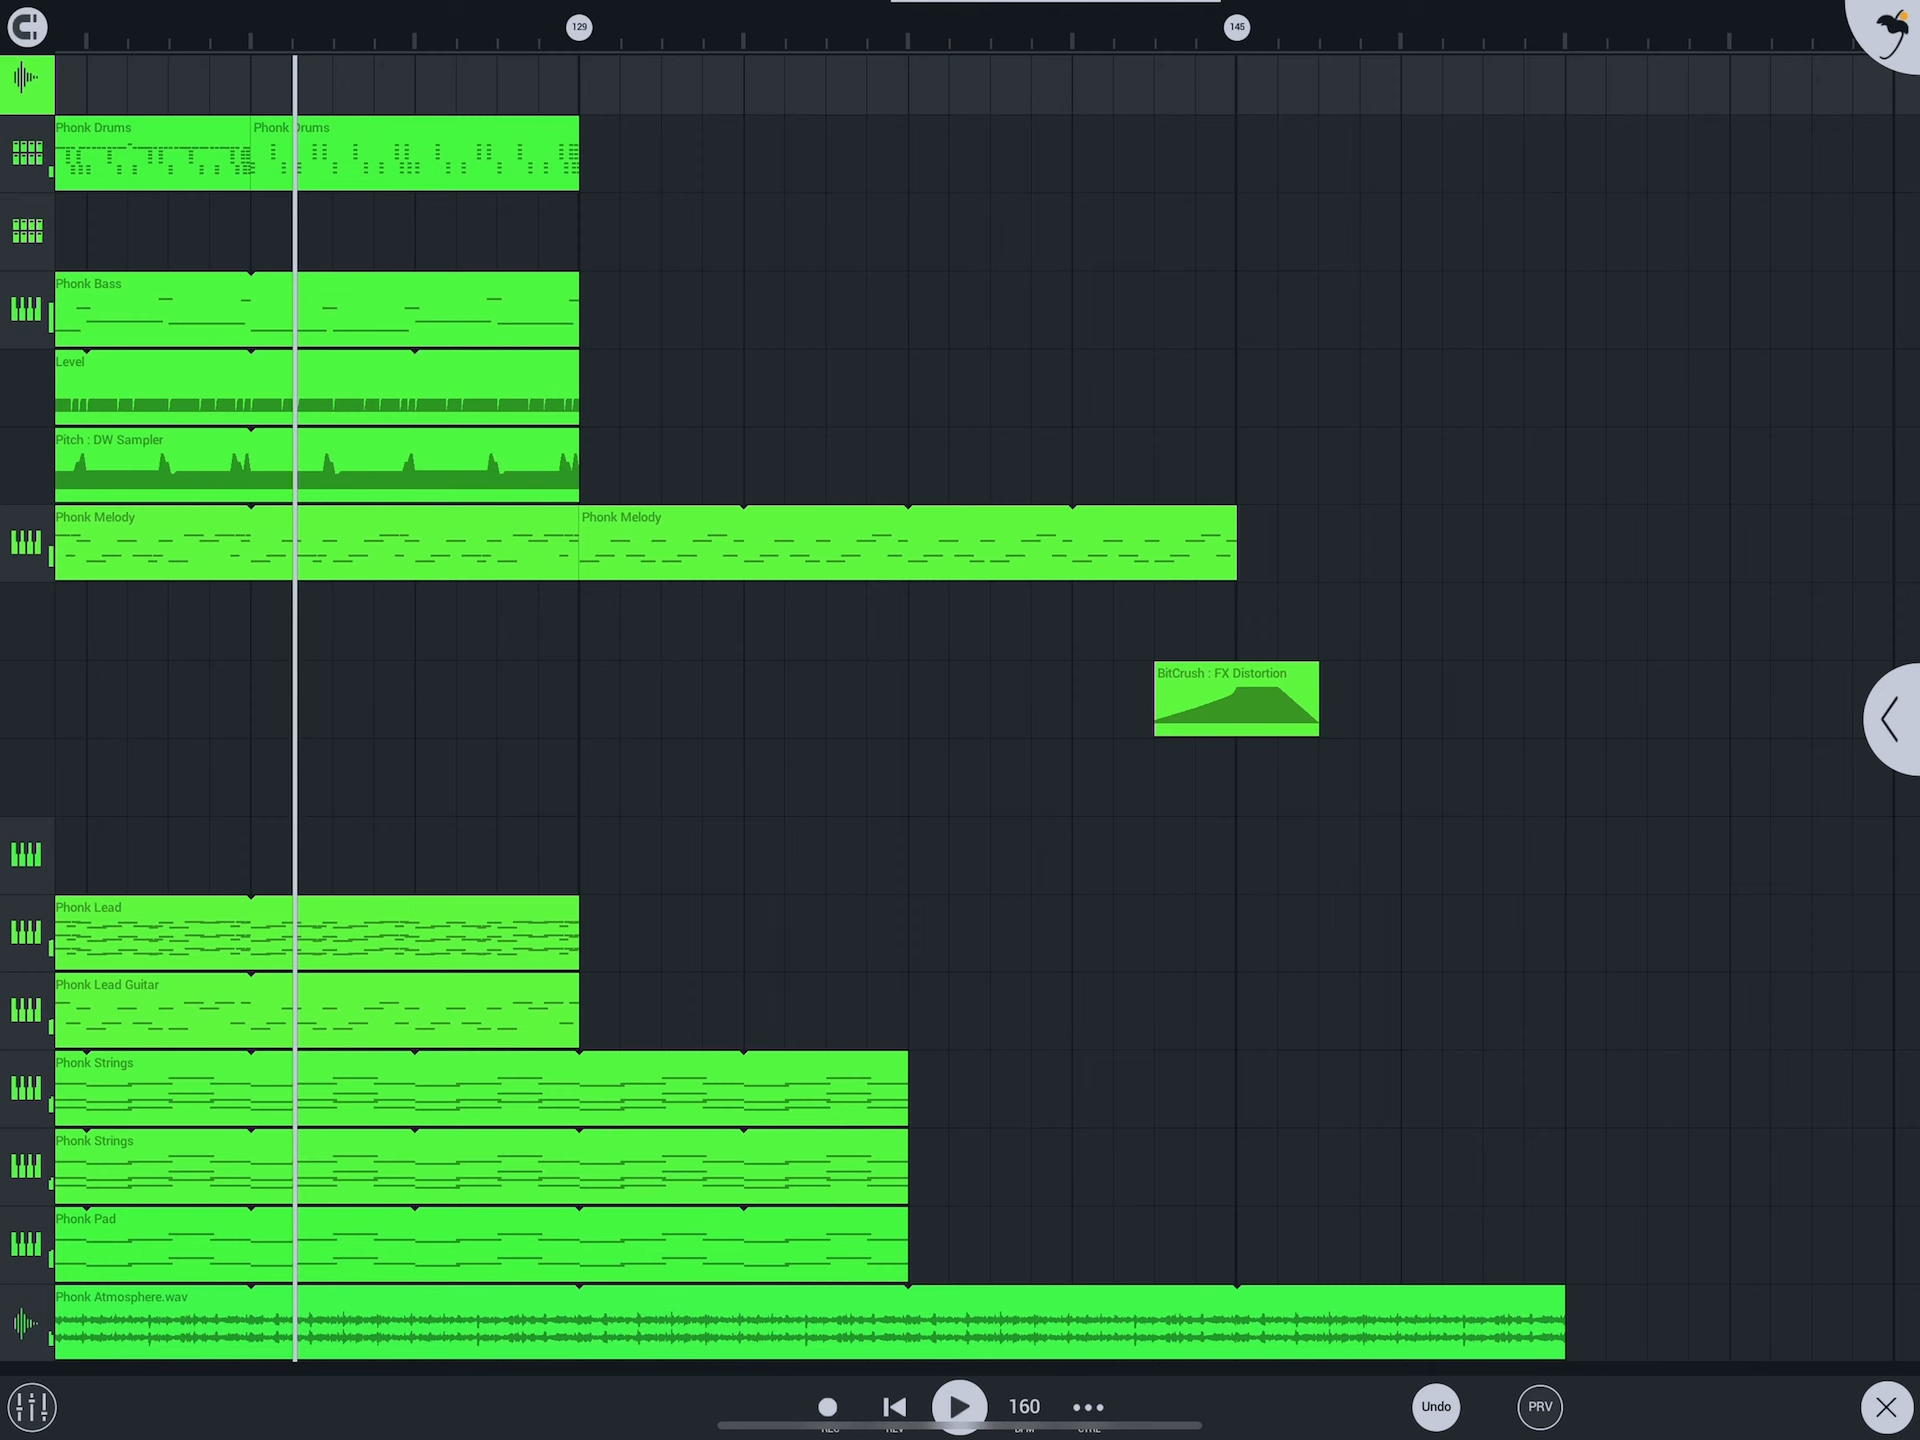 129
145
Phonk Drums
Phonk Drums
Phonk Bass
Level
Pitch : DW Sampler
Phonk Melody
Phonk Melody
BitCrush : FX Distortion
Phonk Lead
Phonk Lead Guitar
Phonk Strings
Phonk Strings
Phonk Pad
Phonk Atmosphere.wav
160
Undo
PRV